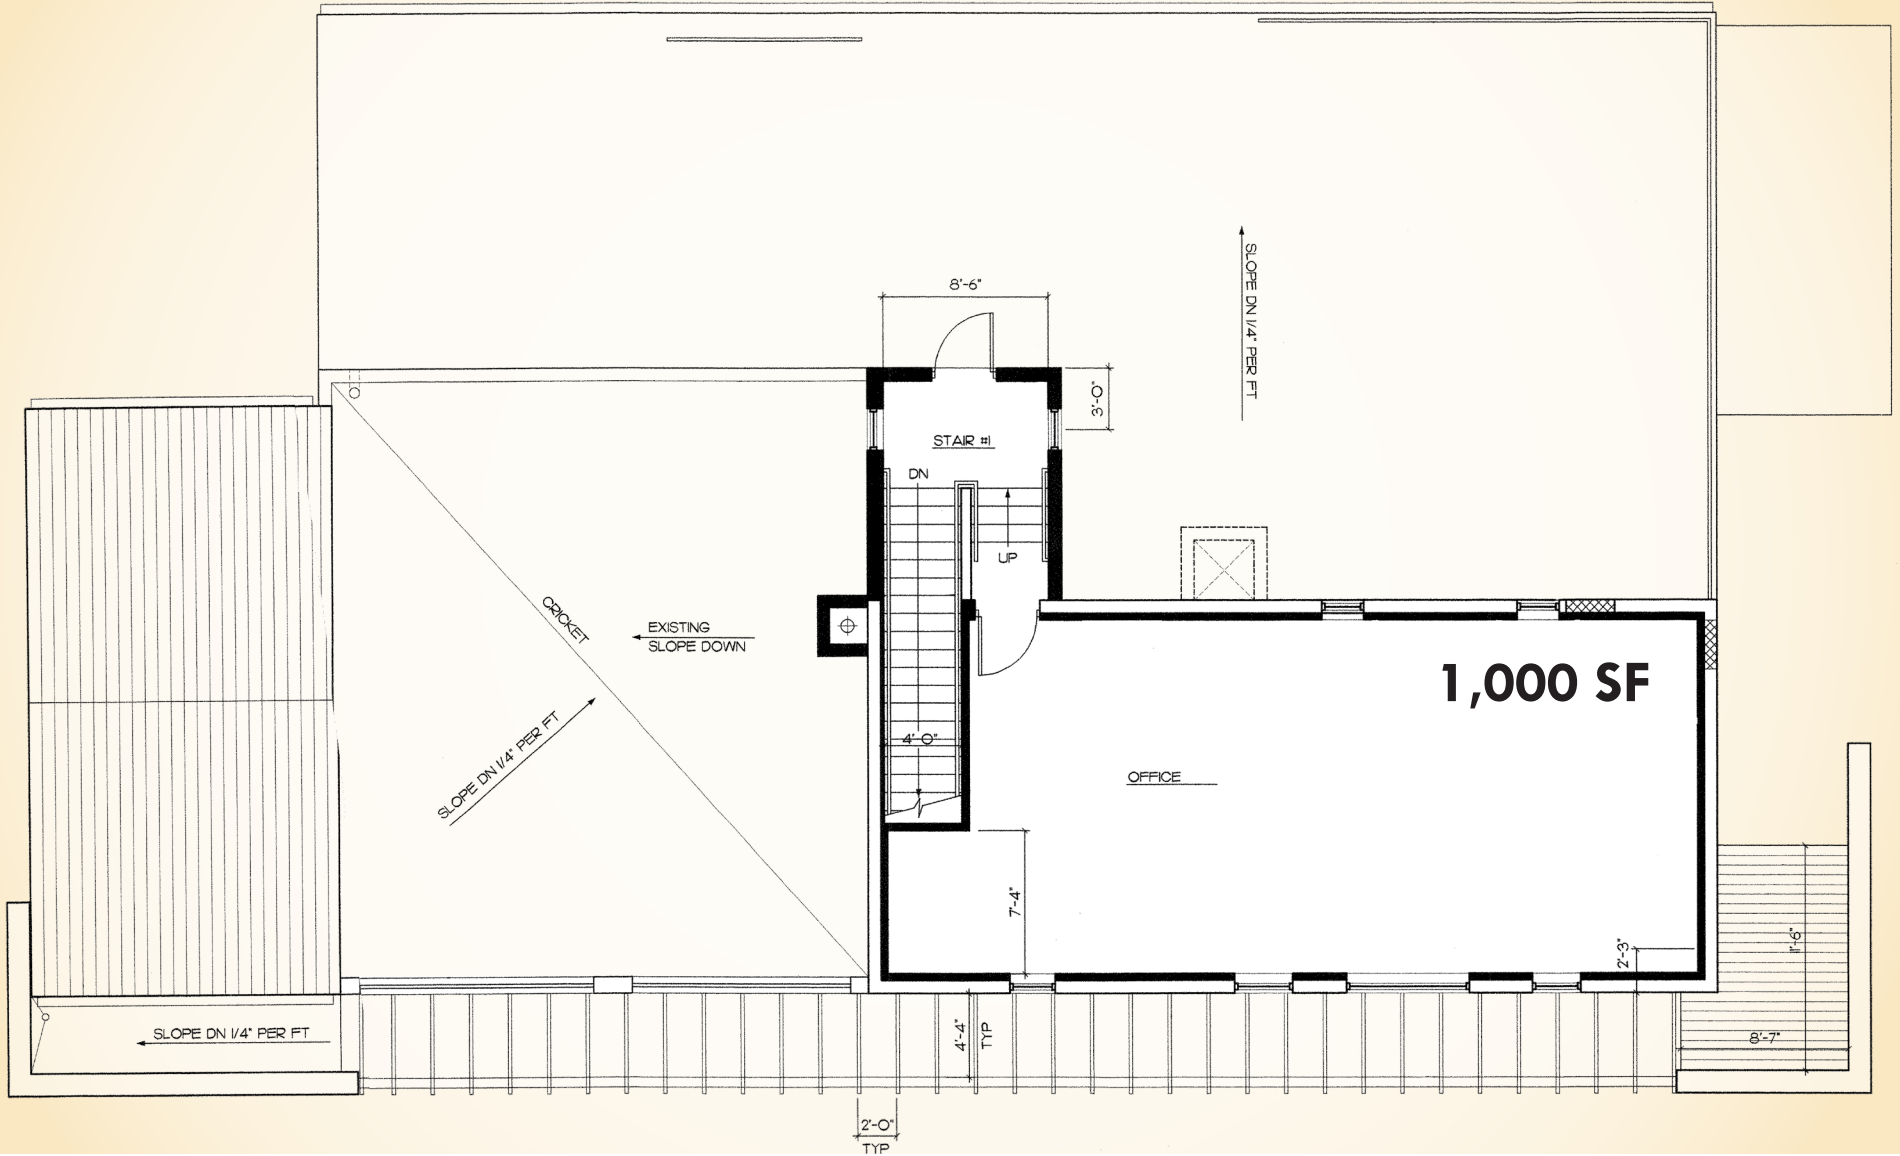 8'-6"
SLOPE DN 1/4" PER FT
3'-0"
STAIR #1
DN
UP
CRICKET
EXISTING
SLOPE DOWN
1,000 SF
SLOPE DN 1/4" PER FT
4'-0"
OFFICE
7'-4"
2'-3"
11'-6"
SLOPE DN 1/4" PER FT
4'-4"
TYP
8'-7"
2'-0"
TYP